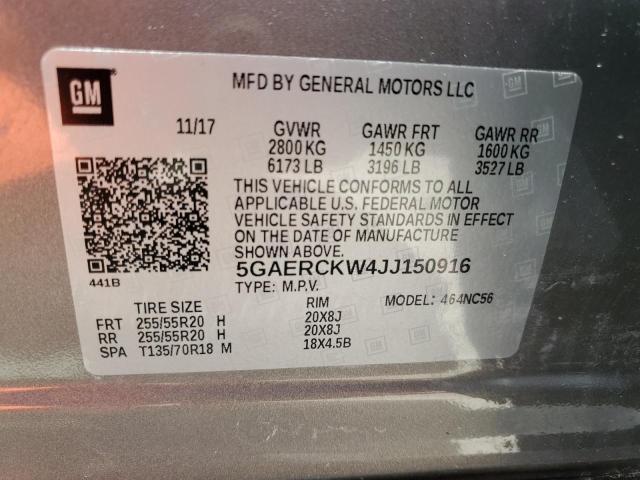 GM
MFD BY GENERAL MOTORS LLC
11/17 GVWR GAWR FRT GAWR RR
2800 KG 1450 KG 1600 KG
6173 LB 3196 LB 3527 LB
THIS VEHICLE CONFORMS TO ALL
APPLICABLE U.S. FEDERAL MOTOR
VEHICLE SAFETY STANDARDS IN EFFECT
ON THE DATE OF MANUFACTURE
SHOWN ABOVE.
441B
5GAERCKW4JJ150916
TYPE: M.P.V. MODEL: 464NC56
TIRE SIZE RIM
FRT 255/55R20 H 20X8J
RR 255/55R20 H 20X8J
SPA T135/70R18 M 18X4.5B